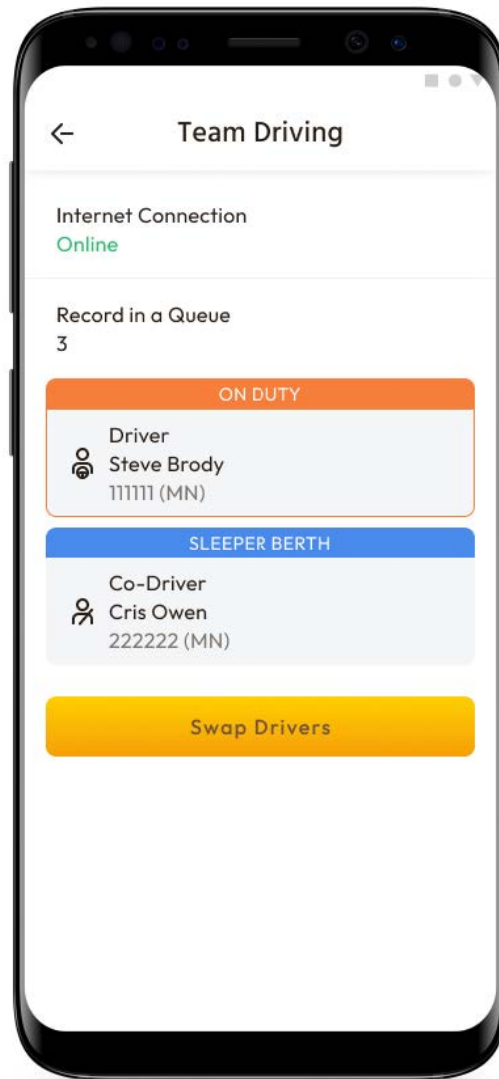 Team Driving
Internet Connection
Online
Record in a Queue
3
ON DUTY
Driver
Steve Brody
111111 (MN)
SLEEPER BERTH
Co-Driver
Cris Owen
222222 (MN)
Swap Drivers